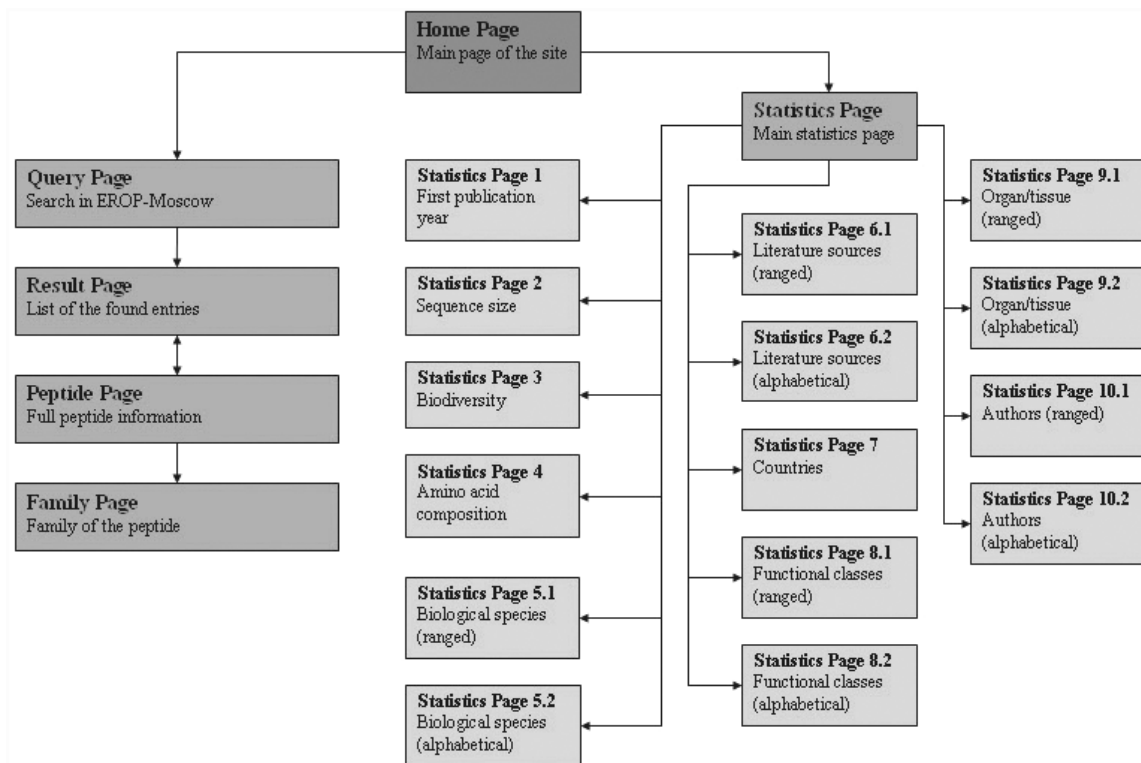 Home Page
Main page of the site
Statistics Page
Main statistics page
Query Page
Search in EROP-Moscow
Result Page
List of the found entries
Peptide Page
Full peptide information
Family Page
Family of the peptide
Statistics Page 1
First publication
year
Statistics Page 2
Sequence size
Statistics Page 3
Biodiversity
Statistics Page 4
Amino acid
composition
Statistics Page 5.1
Biological species
(ranged)
Statistics Page 5.2
Biological species
(alphabetical)
Statistics Page 6.1
Literature sources
(ranged)
Statistics Page 6.2
Literature sources
(alphabetical)
Statistics Page 7
Countries
Statistics Page 8.1
Functional classes
(ranged)
Statistics Page 8.2
Functional classes
(alphabetical)
Statistics Page 9.1
Organ/tissue
(ranged)
Statistics Page 9.2
Organ/tissue
(alphabetical)
Statistics Page 10.1
Authors (ranged)
Statistics Page 10.2
Authors
(alphabetical)